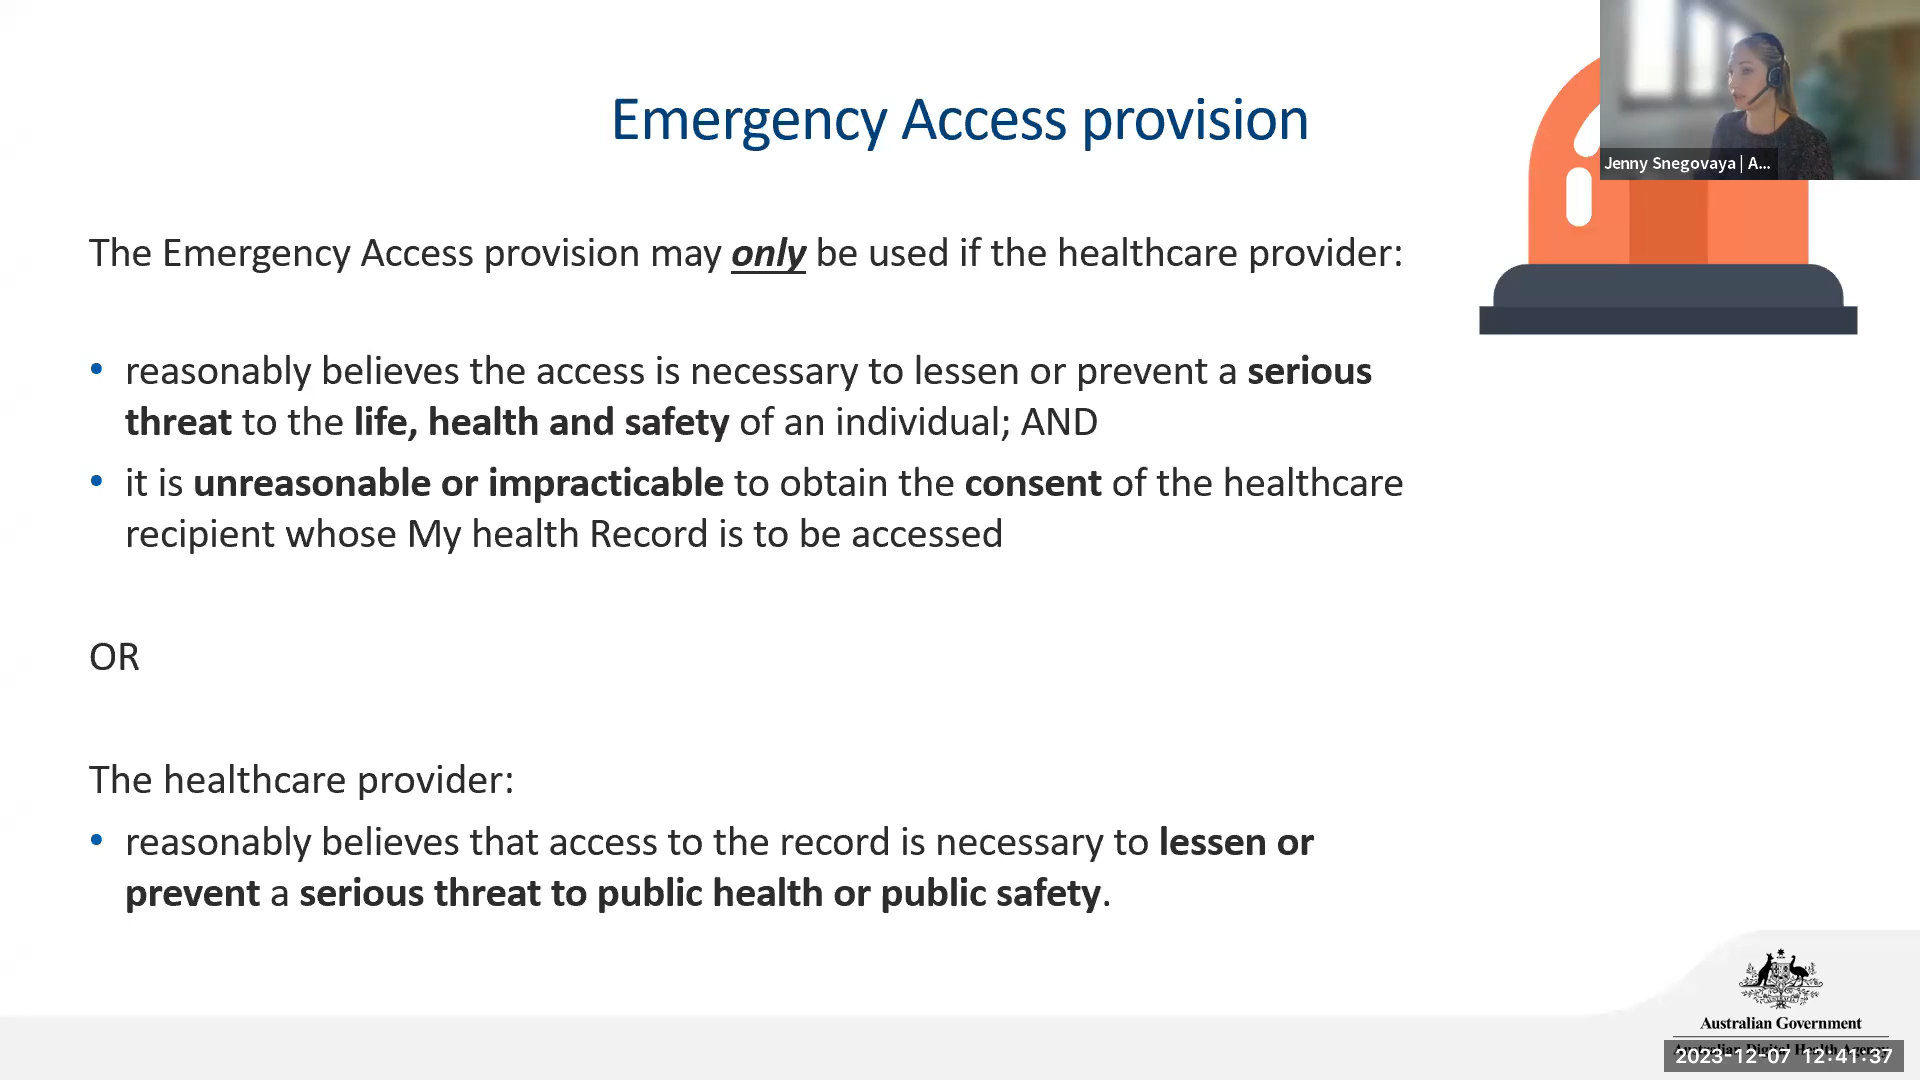 Emergency Access provision
Jenny Snegovaya | A...
The Emergency Access provision may only be used if the healthcare provider:
• reasonably believes the access is necessary to lessen or prevent a serious
threat to the life, health and safety of an individual; AND
• it is unreasonable or impracticable to obtain the consent of the healthcare
recipient whose My health Record is to be accessed
OR
The healthcare provider:
• reasonably believes that access to the record is necessary to lessen or
prevent a serious threat to public health or public safety.
Australian Government
Australian Digital Health Agency
2023-12-07 12:41:37